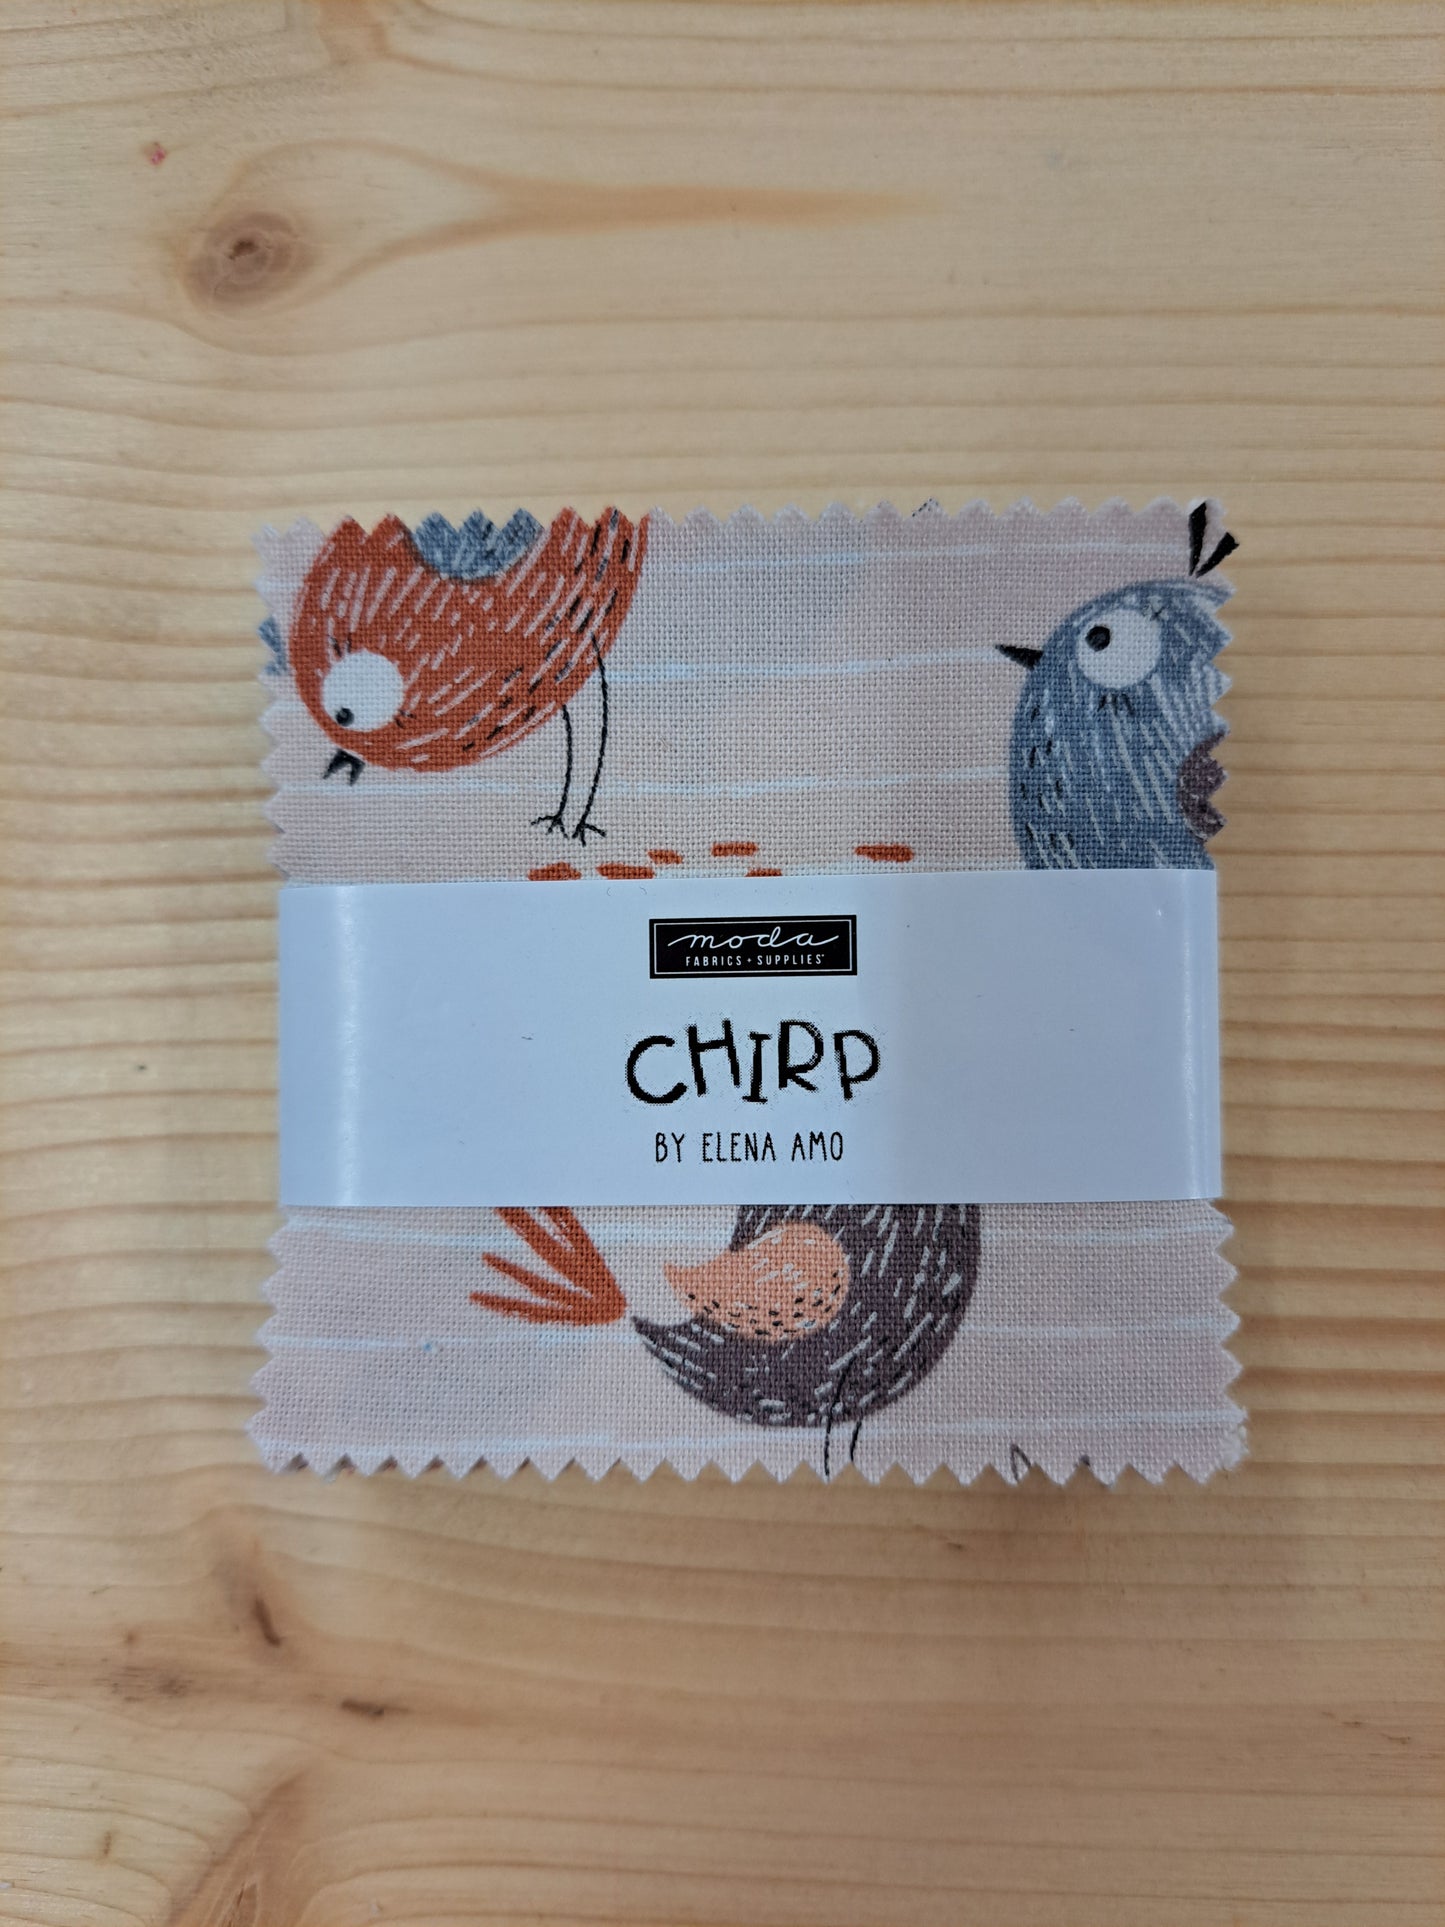 moda
FABRICS + SUPPLIES
CHIRP
BY ELENA AMO